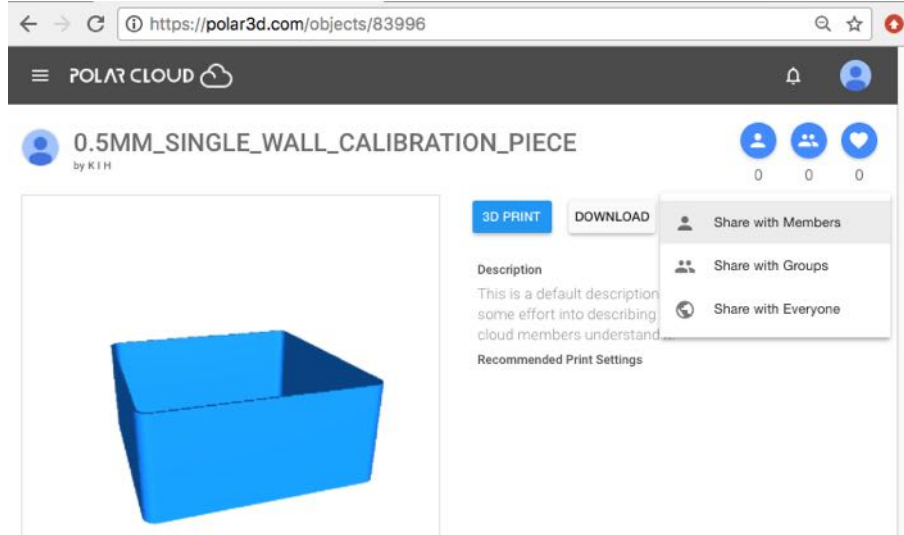 https://polar3d.com/objects/83996
POLAR CLOUD
0.5MM_SINGLE_WALL_CALIBRATION_PIECE
by K I H
0 0 0
3D PRINT DOWNLOAD
Share with Members
Share with Groups
Share with Everyone
Description
This is a default description
some effort into describing
cloud members understand
Recommended Print Settings